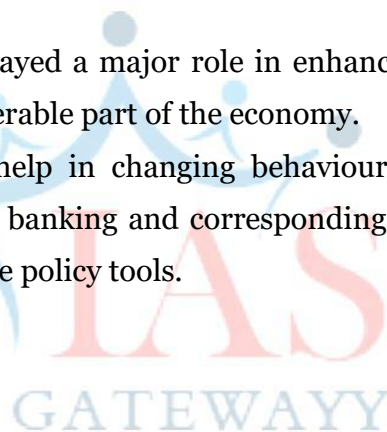 ayed a major role in enhanc
erable part of the economy.
help in changing behaviour
banking and corresponding
e policy tools.
IAS
GATEWAYY